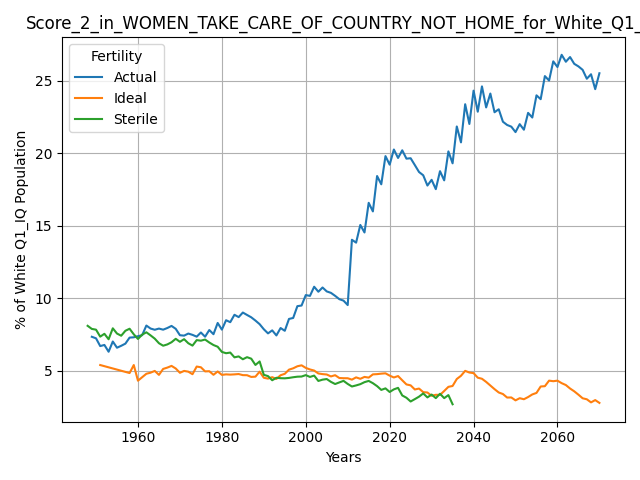 Score_2_in_WOMEN_TAKE_CARE_OF_COUNTRY_NOT_HOME_for_White_Q1_
Fertility
Actual
Ideal
Sterile
% of White Q1_IQ Population
25
20
15
10
5
1960 1980 2000 2020 2040 2060
Years